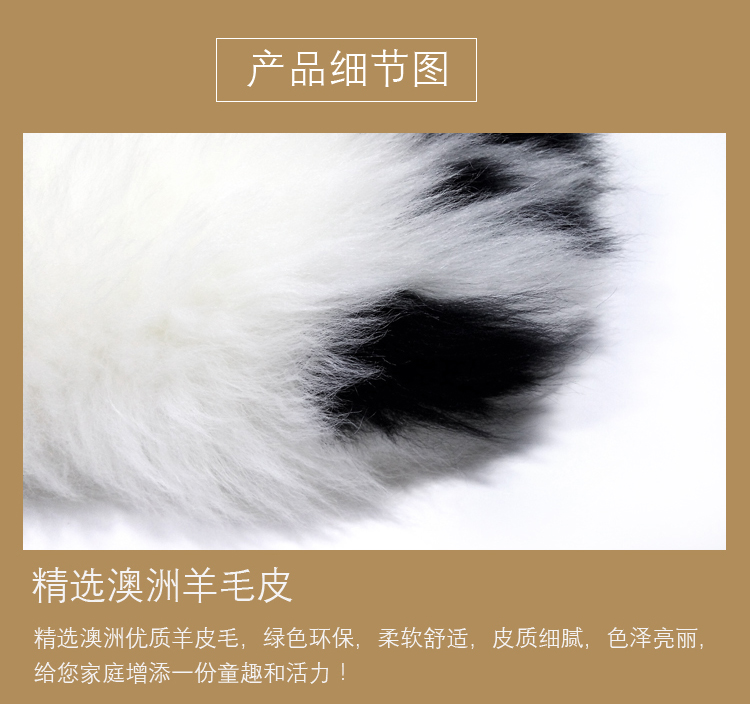 产品细节图
精选澳洲羊毛皮
精选澳洲优质羊皮毛，绿色环保，柔软舒适，皮质细腻，色泽亮丽，
给您家庭增添一份童趣和活力！